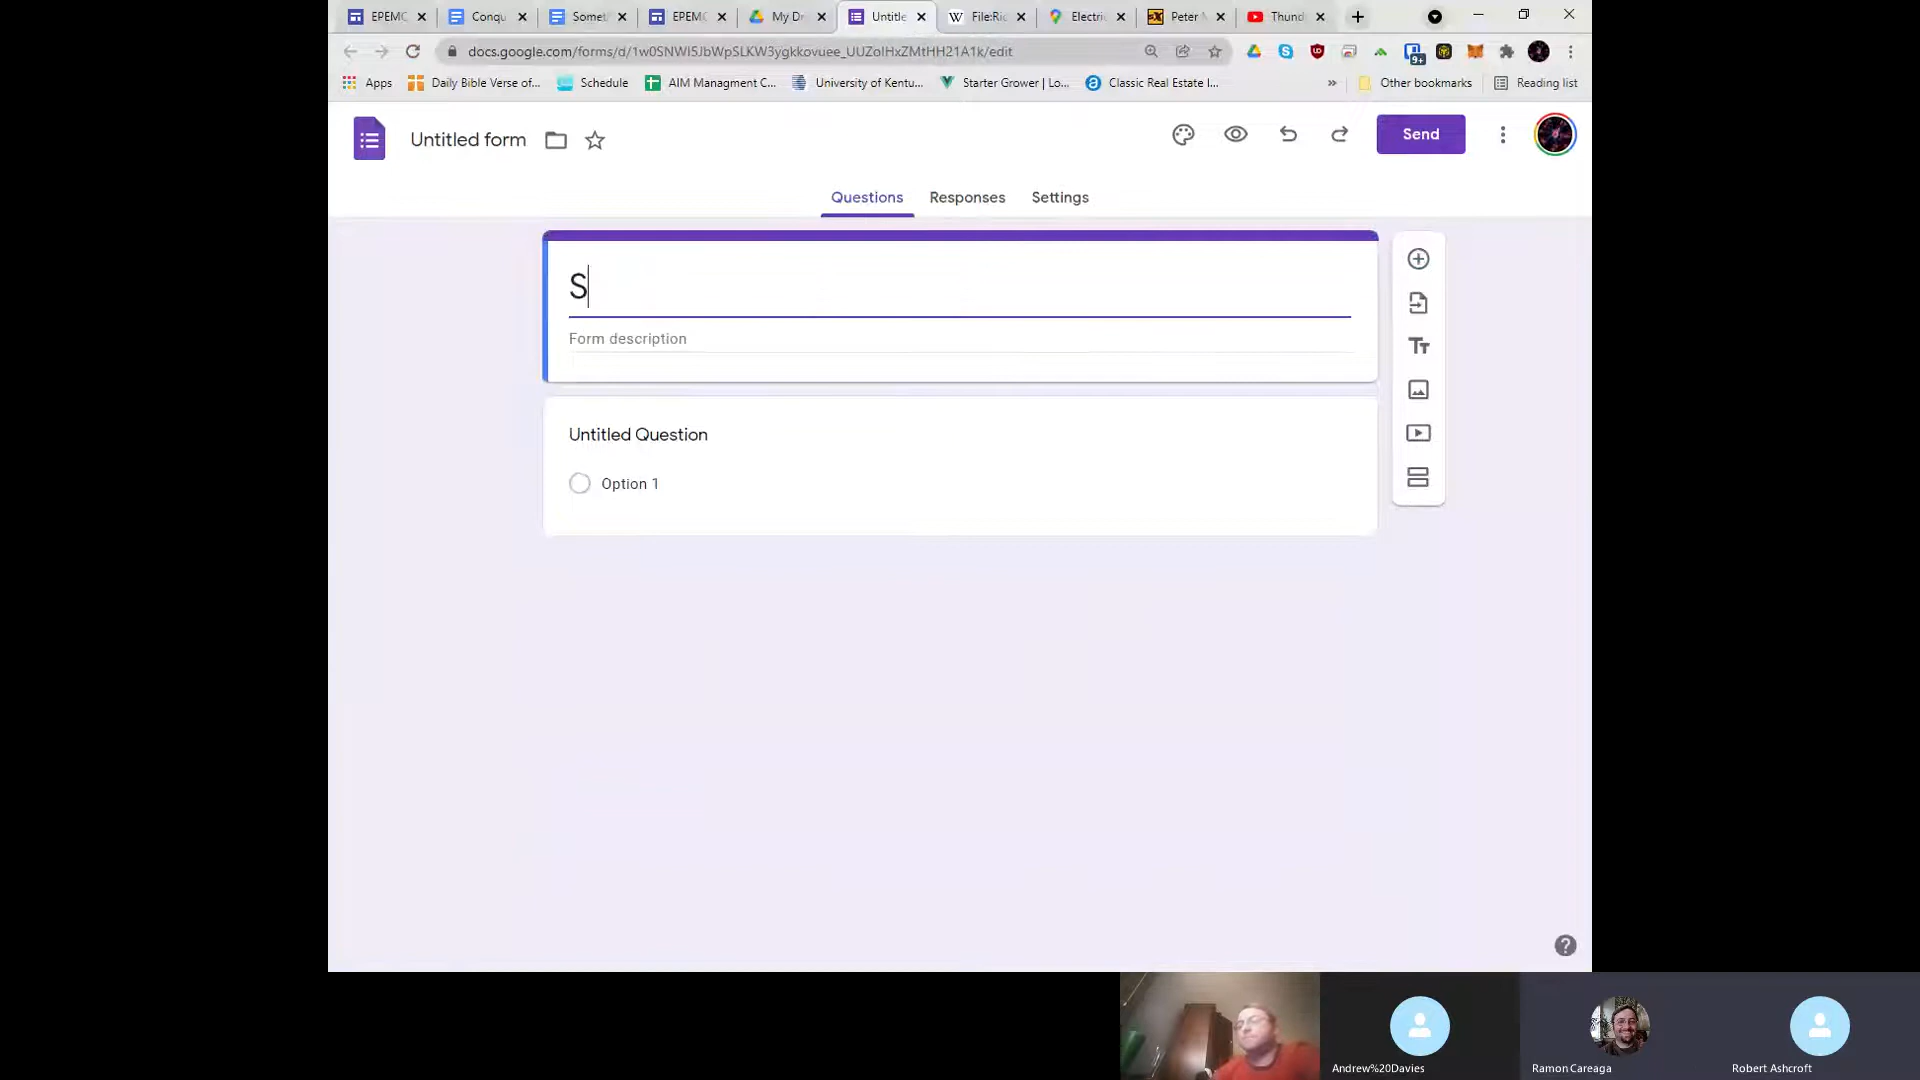 EPEMC
Conqu
Somet
EPEMC
My Dr
Untitle
File:Ric
Electric
Peter M
Thund
docs.google.com/forms/d/1w0SNWI5JbWpSLKW3ygkkovuee_UUZolHxZMtHH21A1k/edit
9+
Apps
Daily Bible Verse of...
Schedule
AIM Managment C...
University of Kentu...
Starter Grower | Lo...
Classic Real Estate I...
»
Other bookmarks
Reading list
Untitled form
Send
Questions
Responses
Settings
S
Form description
Untitled Question
Option 1
Andrew%20Davies
Ramon Careaga
Robert Ashcroft